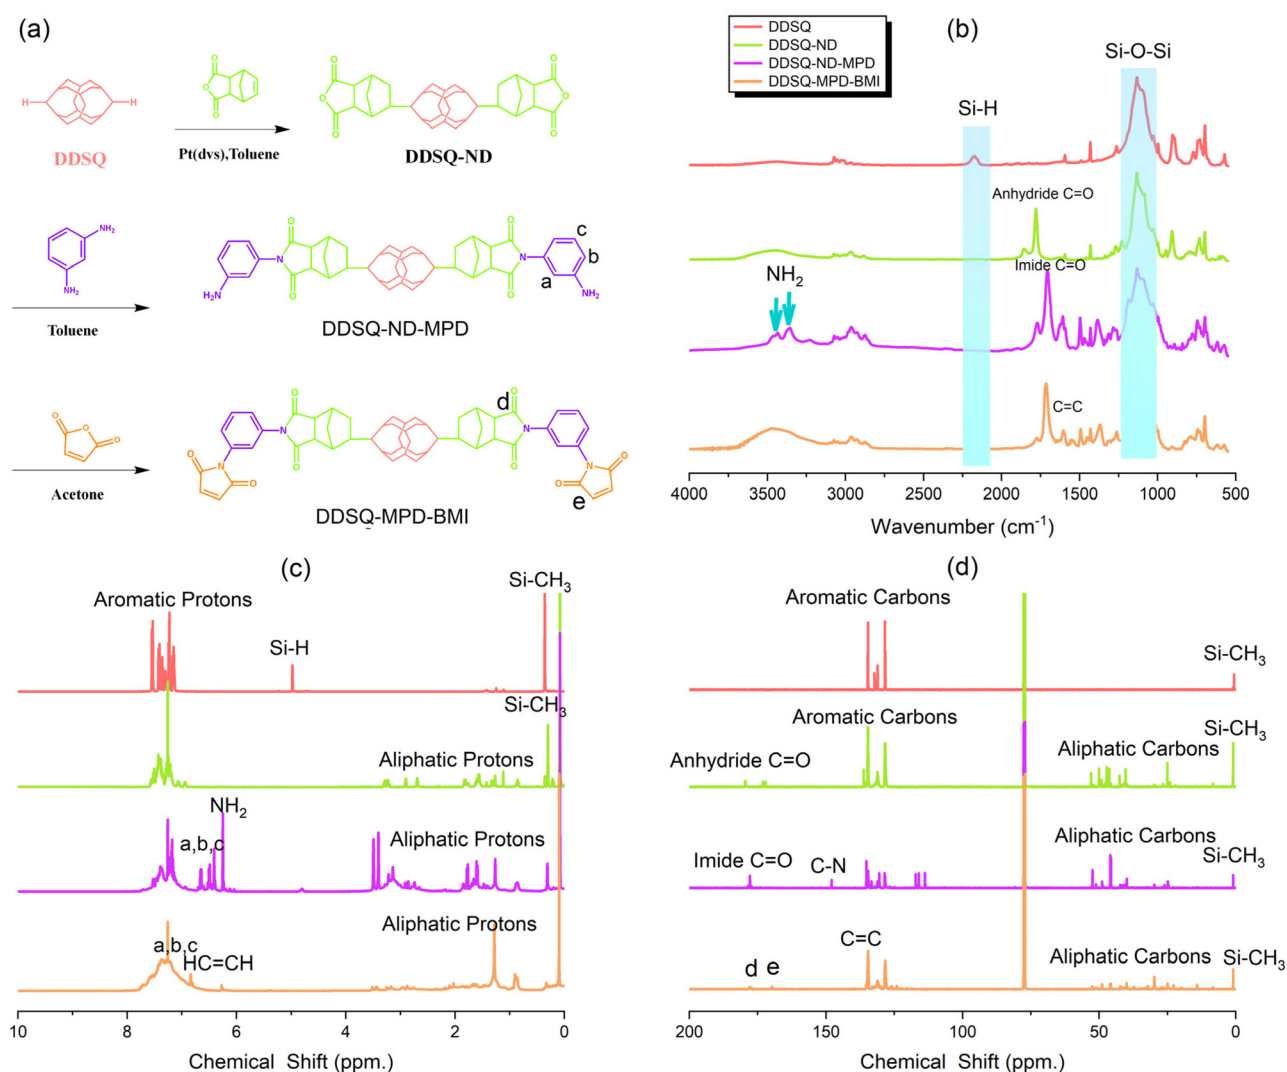 (a)
O
O
O
H
H
DDSQ
Pt(dvs),Toluene
O
O
O
O
O
O
DDSQ-ND
NH2
NH2
Toluene
O
O
N
H2N
O
O
N
c
b
a
NH2
DDSQ-ND-MPD
O
O
O
Acetone
O
O
N
N
O
O
d
O
O
N
N
O
O
e
DDSQ-MPD-BMI
DDSQ
DDSQ-ND
DDSQ-ND-MPD
DDSQ-MPD-BMI
(b)
Si-O-Si
Si-H
Anhydride C=O
Imide C=O
NH2
C=C
4000 3500 3000 2500 2000 1500 1000 500
Wavenumber (cm-1)
(c)
Si-CH3
Aromatic Protons
Si-H
Si-CH3
Aliphatic Protons
NH2
a,b,c
Aliphatic Protons
Aliphatic Protons
a,b,c
HC=CH
10 8 6 4 2 0
Chemical Shift (ppm.)
(d)
Aromatic Carbons
Si-CH3
Aromatic Carbons
Si-CH3
Anhydride C=O
Aliphatic Carbons
Aliphatic Carbons
Imide C=O
C-N
Si-CH3
C=C
d e
Aliphatic Carbons
Si-CH3
200 150 100 50 0
Chemical Shift (ppm.)